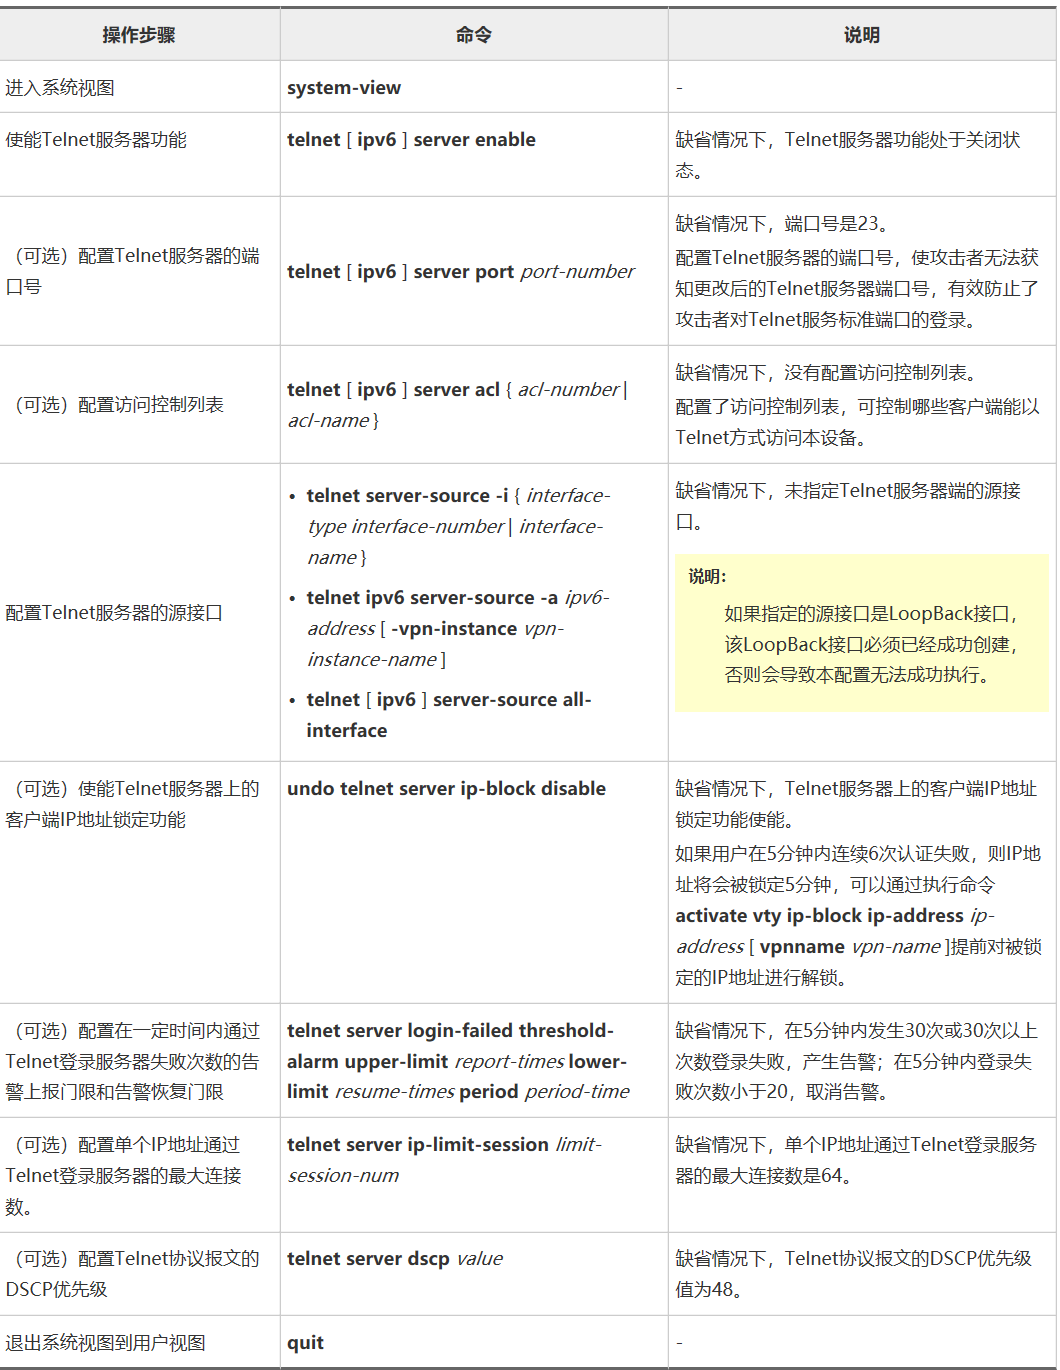 操作步骤
命令
说明
进入系统视图
system-view
-
使能Telnet服务器功能
telnet [ ipv6 ] server enable
缺省情况下，Telnet服务器功能处于关闭状
态。
（可选）配置Telnet服务器的端
口号
telnet [ ipv6 ] server port port-number
缺省情况下，端口号是23。
配置Telnet服务器的端口号，使攻击者无法获
知更改后的Telnet服务器端口号，有效防止了
攻击者对Telnet服务标准端口的登录。
（可选）配置访问控制列表
telnet [ ipv6 ] server acl { acl-number |
acl-name }
缺省情况下，没有配置访问控制列表。
配置了访问控制列表，可控制哪些客户端能以
Telnet方式访问本设备。
配置Telnet服务器的源接口
• telnet server-source -i { interface-
type interface-number | interface-
name }
• telnet ipv6 server-source -a ipv6-
address [ -vpn-instance vpn-
instance-name ]
• telnet [ ipv6 ] server-source all-
interface
缺省情况下，未指定Telnet服务器端的源接
口。
说明：
如果指定的源接口是LoopBack接口，
该LoopBack接口必须已经成功创建，
否则会导致本配置无法成功执行。
（可选）使能Telnet服务器上的
客户端IP地址锁定功能
undo telnet server ip-block disable
缺省情况下，Telnet服务器上的客户端IP地址
锁定功能使能。
如果用户在5分钟内连续6次认证失败，则IP地
址将会被锁定5分钟，可以通过执行命令
activate vty ip-block ip-address ip-
address [ vpnname vpn-name ]提前对被锁
定的IP地址进行解锁。
（可选）配置在一定时间内通过
Telnet登录服务器失败次数的告
警上报门限和告警恢复门限
telnet server login-failed threshold-
alarm upper-limit report-times lower-
limit resume-times period period-time
缺省情况下，在5分钟内发生30次或30次以上
次数登录失败，产生告警；在5分钟内登录失
败次数小于20，取消告警。
（可选）配置单个IP地址通过
Telnet登录服务器的最大连接
数。
telnet server ip-limit-session limit-
session-num
缺省情况下，单个IP地址通过Telnet登录服务
器的最大连接数是64。
（可选）配置Telnet协议报文的
DSCP优先级
telnet server dscp value
缺省情况下，Telnet协议报文的DSCP优先级
值为48。
退出系统视图到用户视图
quit
-